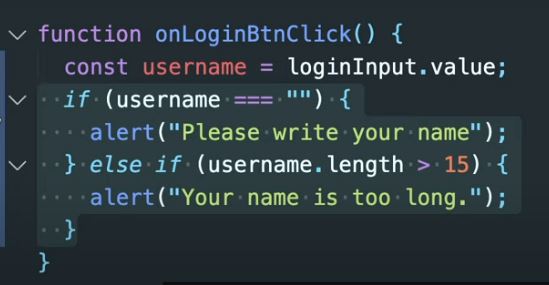 function onLoginBtnClick() {
  const username = loginInput.value;
  if (username === "") {
    alert("Please write your name");
  } else if (username.length > 15) {
    alert("Your name is too long.");
  }
}